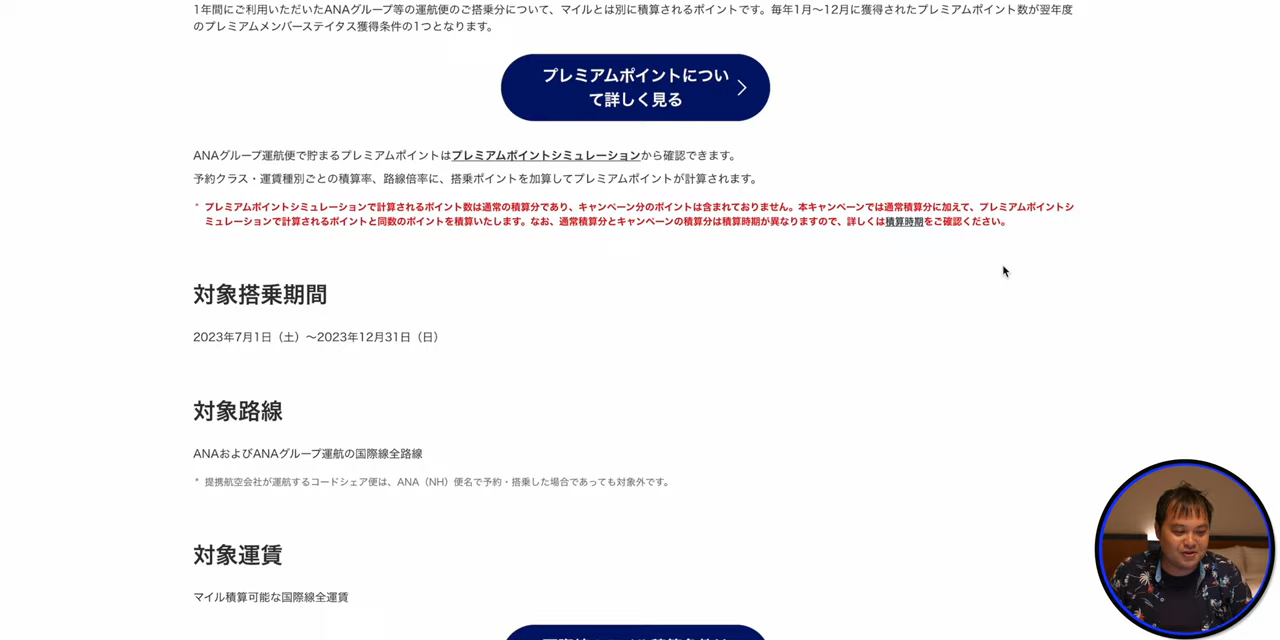 1年間にご利用いただいたANAグループ等の運航便のご搭乗分について、マイルとは別に積算されるポイントです。毎年1月〜12月に獲得されたプレミアムポイント数が翌年度
のプレミアムメンバーステイタス獲得条件の1つとなります。
プレミアムポイントについ
て詳しく見る
ANAグループ運航便で貯まるプレミアムポイントはプレミアムポイントシミュレーションから確認できます。
予約クラス・運賃種別ごとの積算率、路線倍率に、搭乗ポイントを加算してプレミアムポイントが計算されます。
* プレミアムポイントシミュレーションで計算されるポイント数は通常の積算分であり、キャンペーン分のポイントは含まれておりません。本キャンペーンでは通常積算分に加えて、プレミアムポイントシ
ミュレーションで計算されるポイントと同数のポイントを積算いたします。なお、通常積算分とキャンペーンの積算分は積算時期が異なりますので、詳しくは積算時期をご確認ください。
対象搭乗期間
2023年7月1日（土）〜2023年12月31日（日）
対象路線
ANAおよびANAグループ運航の国際線全路線
* 提携航空会社が運航するコードシェア便は、ANA（NH）便名で予約・搭乗した場合であっても対象外です。
対象運賃
マイル積算可能な国際線全運賃